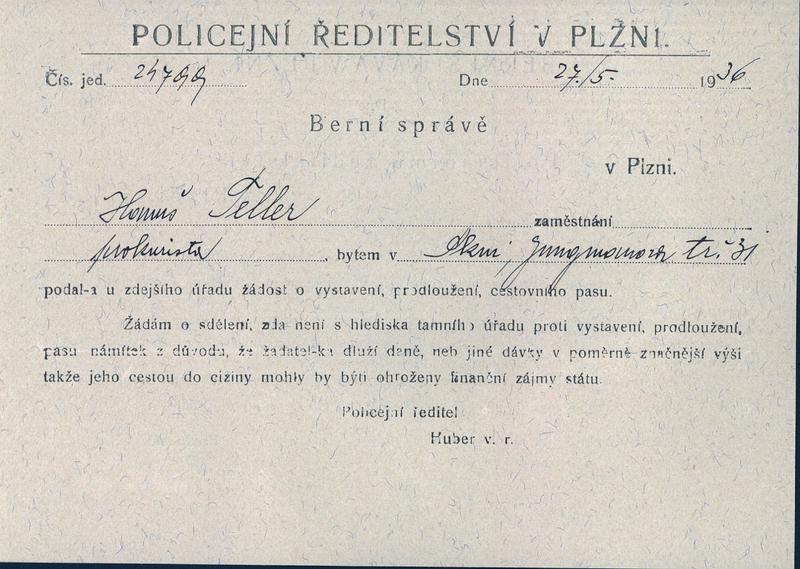 POLICEJNÍ ŘEDITELSTVÍ V PLZNI.
Čís. jed. 24799 Dne 27./5. 1936
Berní správě
v Plzni.
Hanuš Teller zaměstnání
prokurista, bytem v Plzni, Jungmanova tř. 31
podal-a u zdejšího úřadu žádost o vystavení, prodloužení, cestovního pasu.
Žádám o sdělení, zda není s hlediska tamního úřadu proti vystavení, prodloužení,
pasu námitek z důvodu, že žadatel-ka dluží daně, neb jiné dávky v poměrně značnější výši
takže jeho cestou do ciziny mohly by býti ohroženy finanční zájmy státu.
Policejní ředitel
Huber v. r.